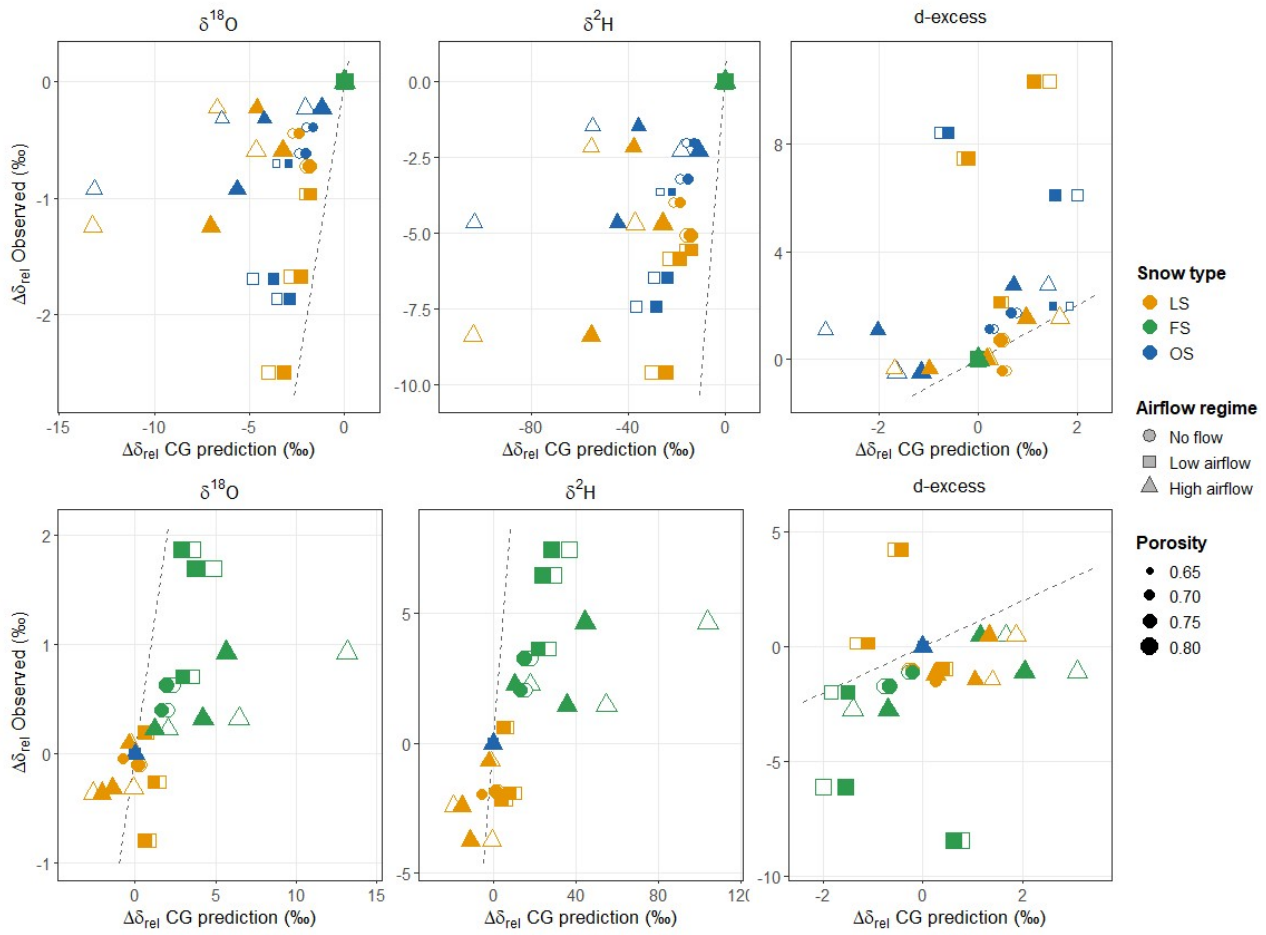 δ¹⁸O
δ²H
d-excess
0
-1
-2
-15
-10
-5
0
0.0
-2.5
-5.0
-7.5
-10.0
-80
-40
0
8
4
0
-2
0
2
Δδrel Observed (‰)
Δδrel CG prediction (‰)
Δδrel CG prediction (‰)
Δδrel CG prediction (‰)
δ¹⁸O
δ²H
d-excess
2
1
0
-1
0
5
10
15
5
0
-5
0
40
80
120
5
0
-5
-10
-2
0
2
Δδrel Observed (‰)
Δδrel CG prediction (‰)
Δδrel CG prediction (‰)
Δδrel CG prediction (‰)
Snow type
LS
FS
OS
Airflow regime
No flow
Low airflow
High airflow
Porosity
0.65
0.70
0.75
0.80